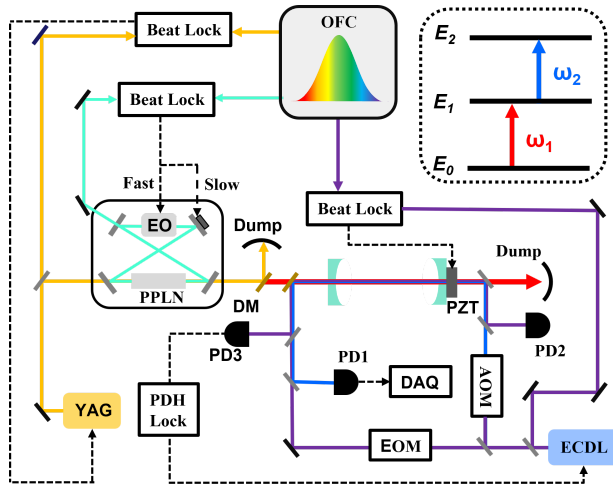 OFC
Beat Lock
Beat Lock
E2
ω2
E1
ω1
E0
Fast
Slow
EO
PPLN
Beat Lock
Dump
Dump
DM
PZT
PD3
PD2
PD1
DAQ
AOM
PDH
Lock
YAG
EOM
ECDL